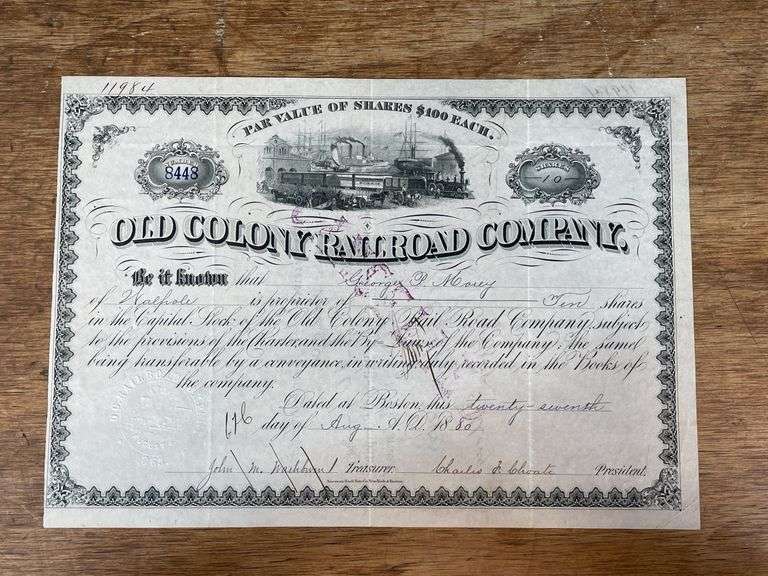 11984
PAR VALUE OF SHARES $100 EACH.
NUMBER
8448
SHARES
10
OLD COLONY RAILROAD COMPANY.
Be it known that George P. Morey
of Walpole is proprietor of Ten shares
in the Capital Stock of the Old Colony Rail Road Company, subject
to the provisions of the Charter, and the By-Laws of the Company; the same
being transferable by a conveyance, in writing, duly recorded in the Books of
the company.
Dated at Boston, this twenty-seventh
day of Aug A.D. 1880
John M. Washburn Treasurer. Charles F. Choate President.